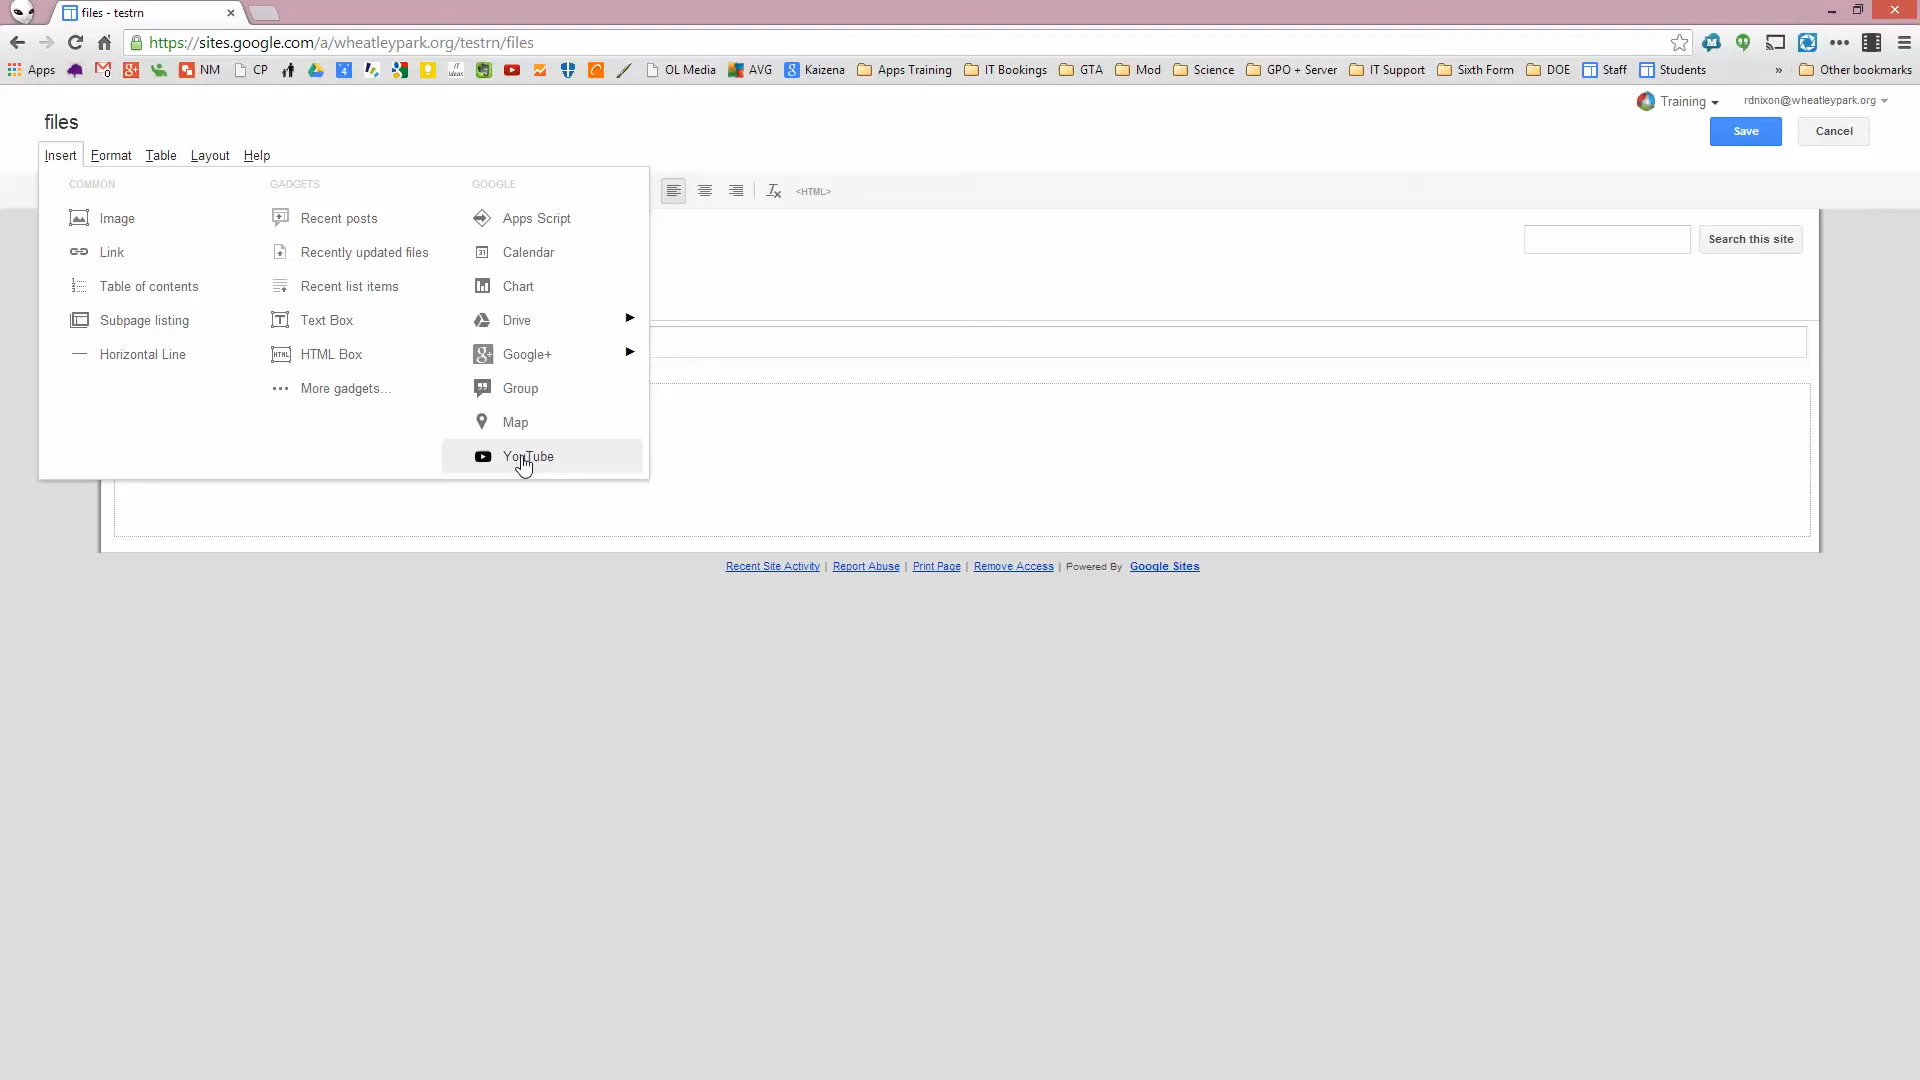 files - testrn
https://sites.google.com/a/wheatleypark.org/testrn/files
Apps NM CP OL Media AVG Kaizena Apps Training IT Bookings GTA Mod Science GPO + Server IT Support Sixth Form DOE Staff Students » Other bookmarks
Training rdnixon@wheatleypark.org
files
Save Cancel
Insert Format Table Layout Help
COMMON GADGETS GOOGLE
<HTML>
Image Recent posts Apps Script
Search this site
Link Recently updated files Calendar
Table of contents Recent list items Chart
Subpage listing Text Box Drive
Horizontal Line HTML Box Google+
More gadgets... Group
Map
YouTube
Recent Site Activity | Report Abuse | Print Page | Remove Access | Powered By Google Sites